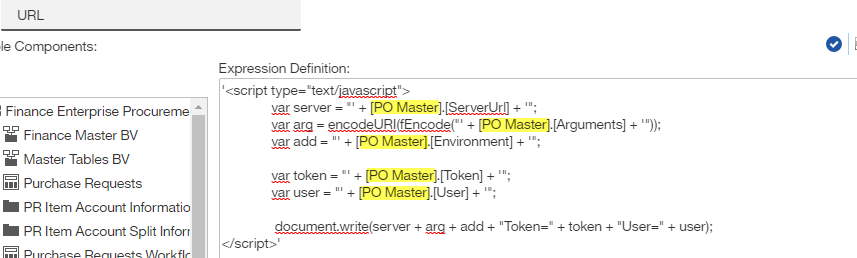 URL
le Components:
Expression Definition:
Finance Enterprise Procureme
Finance Master BV
Master Tables BV
Purchase Requests
PR Item Account Informatio
PR Item Account Split Inforr
Purchase Requests Workflo
'<script type="text/javascript">
var server = "' + [PO Master].[ServerUrl] + '";
var arg = encodeURI(fEncode("' + [PO Master].[Arguments] + '"));
var add = "' + [PO Master].[Environment] + '";
var token = "' + [PO Master].[Token] + '";
var user = "' + [PO Master].[User] + '";
document.write(server + arg + add + "Token=" + token + "User=" + user);
</script>'